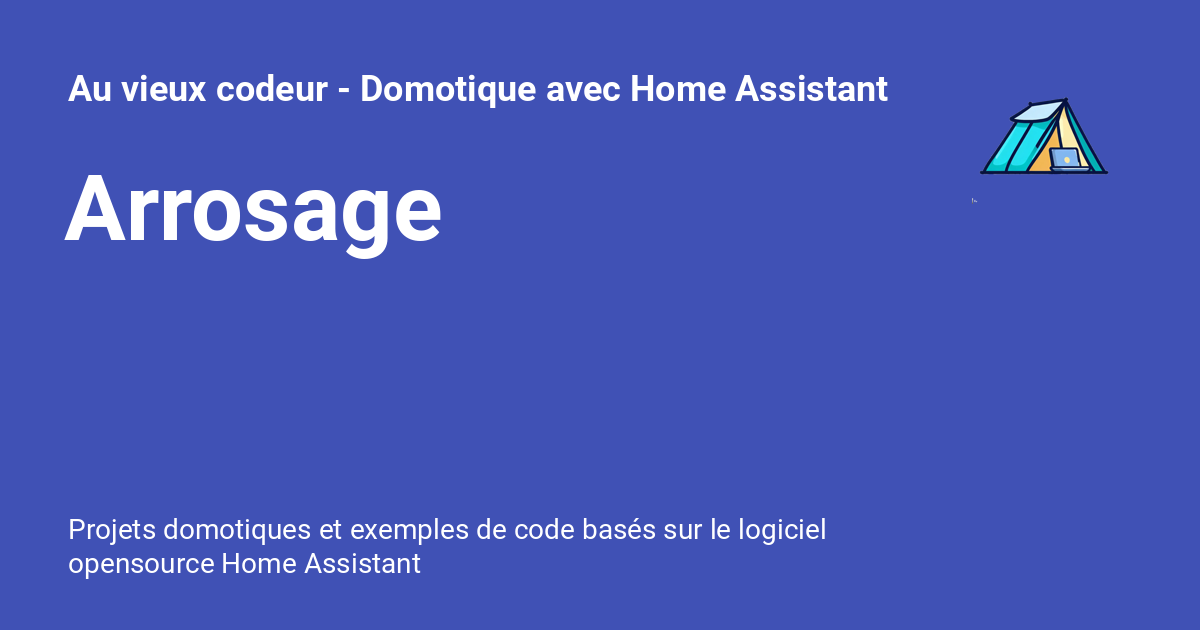 Au vieux codeur - Domotique avec Home Assistant
Arrosage
Projets domotiques et exemples de code basés sur le logiciel
opensource Home Assistant